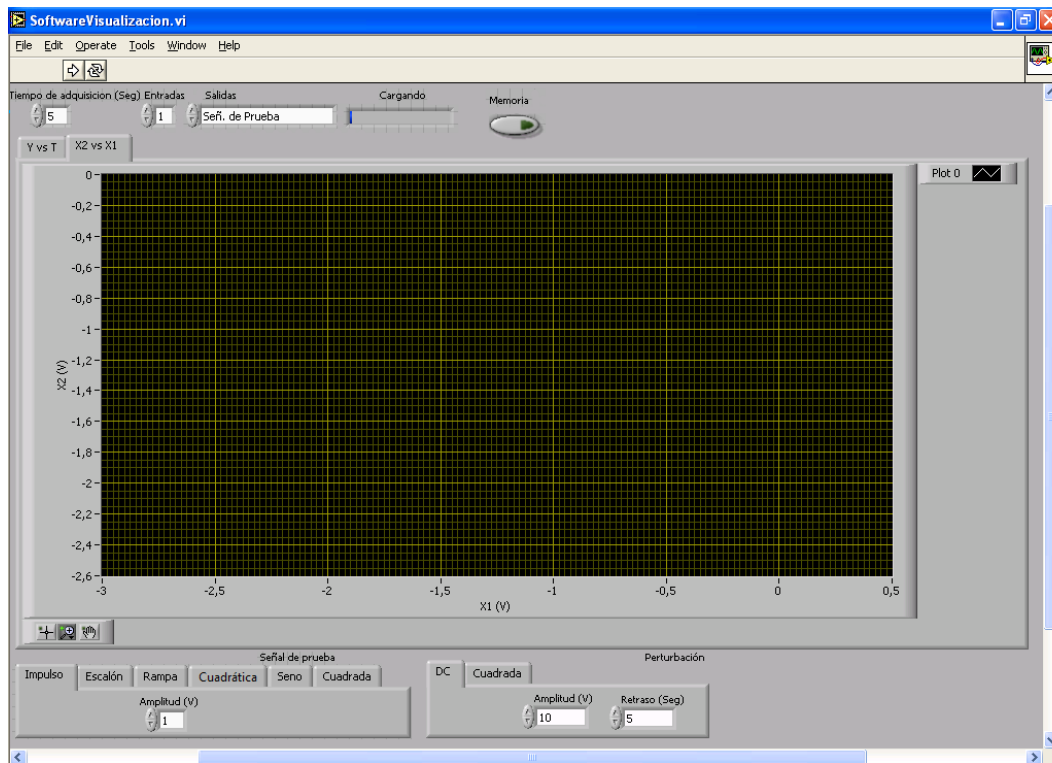 SoftwareVisualizacion.vi
File Edit Operate Tools Window Help
Tiempo de adquisicion (Seg) Entradas Salidas Cargando Memoria
5 1 Señ. de Prueba
Y vs T X2 vs X1
Plot 0
0
-0,2
-0,4
-0,6
-0,8
-1
-1,2
X2 (V)
-1,4
-1,6
-1,8
-2
-2,2
-2,4
-2,6
-3 -2,5 -2 -1,5 -1 -0,5 0 0,5
X1 (V)
Señal de prueba Perturbación
Impulso Escalón Rampa Cuadrática Seno Cuadrada DC Cuadrada
Amplitud (V) Amplitud (V) Retraso (Seg)
1 10 5